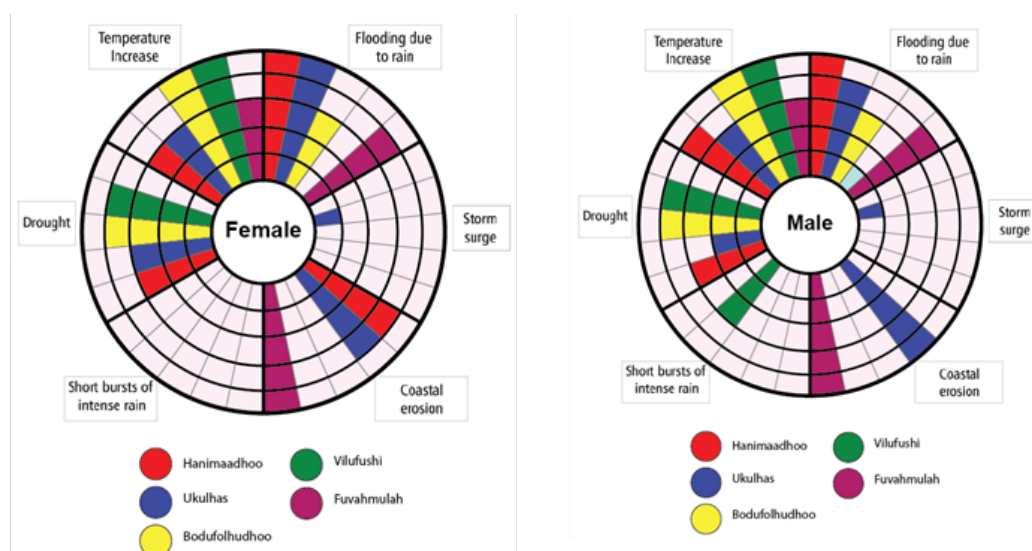 Temperature
Increase
Flooding due
to rain
Drought
Female
Storm
surge
Short bursts of
intense rain
Coastal
erosion
Hanimaadhoo
Vilufushi
Ukulhas
Fuvahmulah
Bodufolhudhoo
Temperature
Increase
Flooding due
to rain
Drought
Male
Storm
surge
Short bursts of
intense rain
Coastal
erosion
Hanimaadhoo
Vilufushi
Ukulhas
Fuvahmulah
Bodufolhudhoo